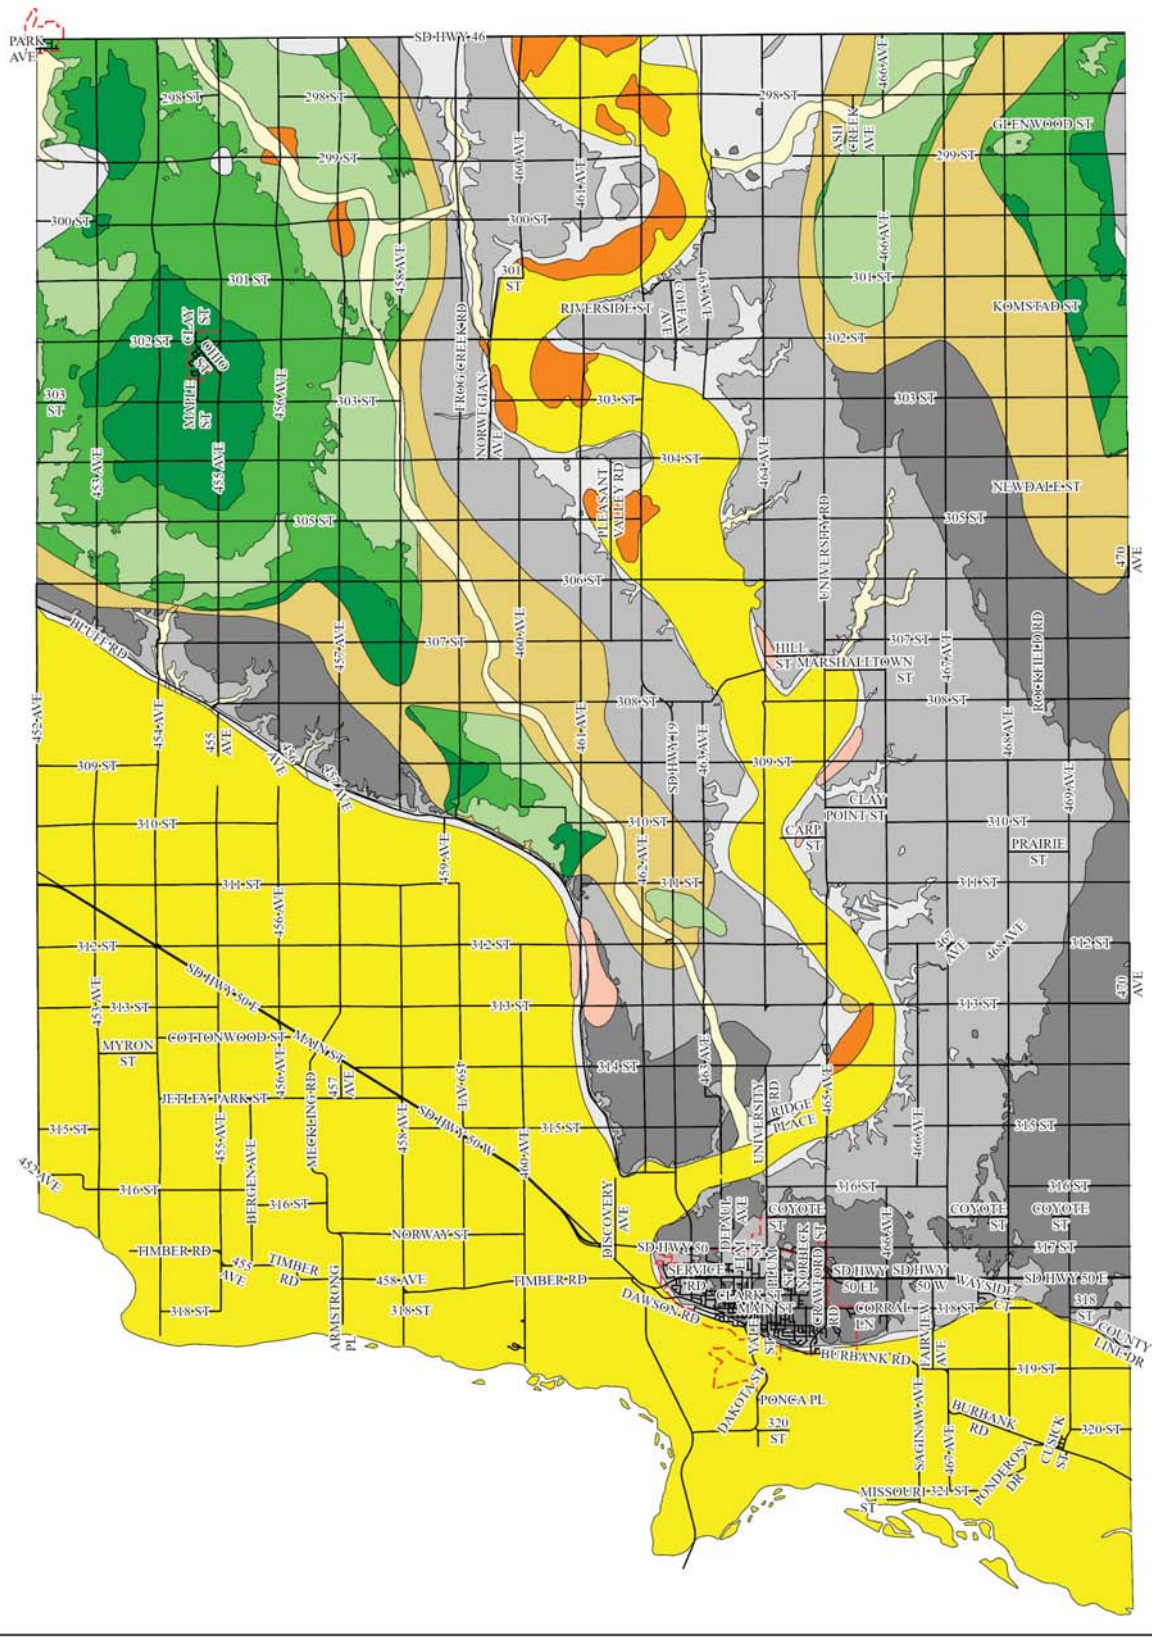 SD HWY 46
PARK
AVE
298 ST
298 ST
298 ST
466 AVE
ASH
CREEK
AVE
GLENWOOD ST
299 ST
299 ST
460 AVE
461 AVE
300 ST
300 ST
466 AVE
458 AVE
301 ST
301
ST
301 ST
463 AVE
COLFAX
AVE
RIVERSIDE ST
KOMSTAD ST
CLAY
ST
302 ST
OHIO
ST
302 ST
FROG CREEK RD
MAPLE
ST
456 AVE
303
ST
303 ST
303 ST
303 ST
NORWEGIAN
AVE
453 AVE
455 AVE
304 ST
464 AVE
PLEASANT
VALLEY RD
NEWDALE ST
305 ST
305 ST
UNIVERSITY RD
470
AVE
306 ST
BLUFF RD
457 AVE
307 ST
460 AVE
307 ST
467 AVE
ROCKFIELD RD
HILL
ST
MARSHALLTOWN
ST
308 ST
308 ST
452 AVE
454 AVE
455
AVE
456
AVE
457 AVE
461 AVE
SD HWY 19
463 AVE
468 AVE
309 ST
309 ST
469 AVE
CLAY
POINT ST
310 ST
310 ST
310 ST
CARP
ST
PRAIRIE
ST
459 AVE
462 AVE
311 ST
311 ST
311 ST
456 AVE
312 ST
312 ST
467
AVE
468 AVE
312 ST
SD HWY 50 E
470
AVE
453 AVE
313 ST
313 ST
313 ST
COTTONWOOD ST
MAIN ST
MYRON
ST
314 ST
463 AVE
456 AVE
MECKLING RD
457
AVE
459 AVE
465 AVE
UNIVERSITY
RD
RIDGE
PLACE
JETLEY PARK ST
SD HWY 50 W
458 AVE
315 ST
455 AVE
315 ST
460 AVE
466 AVE
315 ST
452 AVE
316 ST
BERGEN AVE
316 ST
316 ST
316 ST
DISCOVERY
AVE
DEPAUL
AVE
ELM
ST
COYOTE
ST
COYOTE
ST
COYOTE
ST
NORWAY ST
PLUM
ST
NORBECK
CRAWFORD ST
466 AVE
317 ST
TIMBER RD
455
AVE
TIMBER
RD
SD HWY 50
SERVICE
RD
SD HWY
50 EL
SD HWY
50 W
WAYSIDE
CT
SD HWY 50 E
458 AVE
TIMBER RD
CLARK ST
MAIN ST
DAWSON RD
318 ST
ARMSTRONG
PL
318 ST
YALE
ST
RD
CORRAL
LN
318 ST
318
ST
FAIRVIEW
AVE
COUNTY
LINE DR
BURBANK RD
319 ST
DAKOTA ST
PONCA PL
SAGINAW AVE
320
ST
BURBANK
RD
467 AVE
CUSICK
ST
320 ST
PONDEROSA
DR
MISSOURI
ST
321 ST